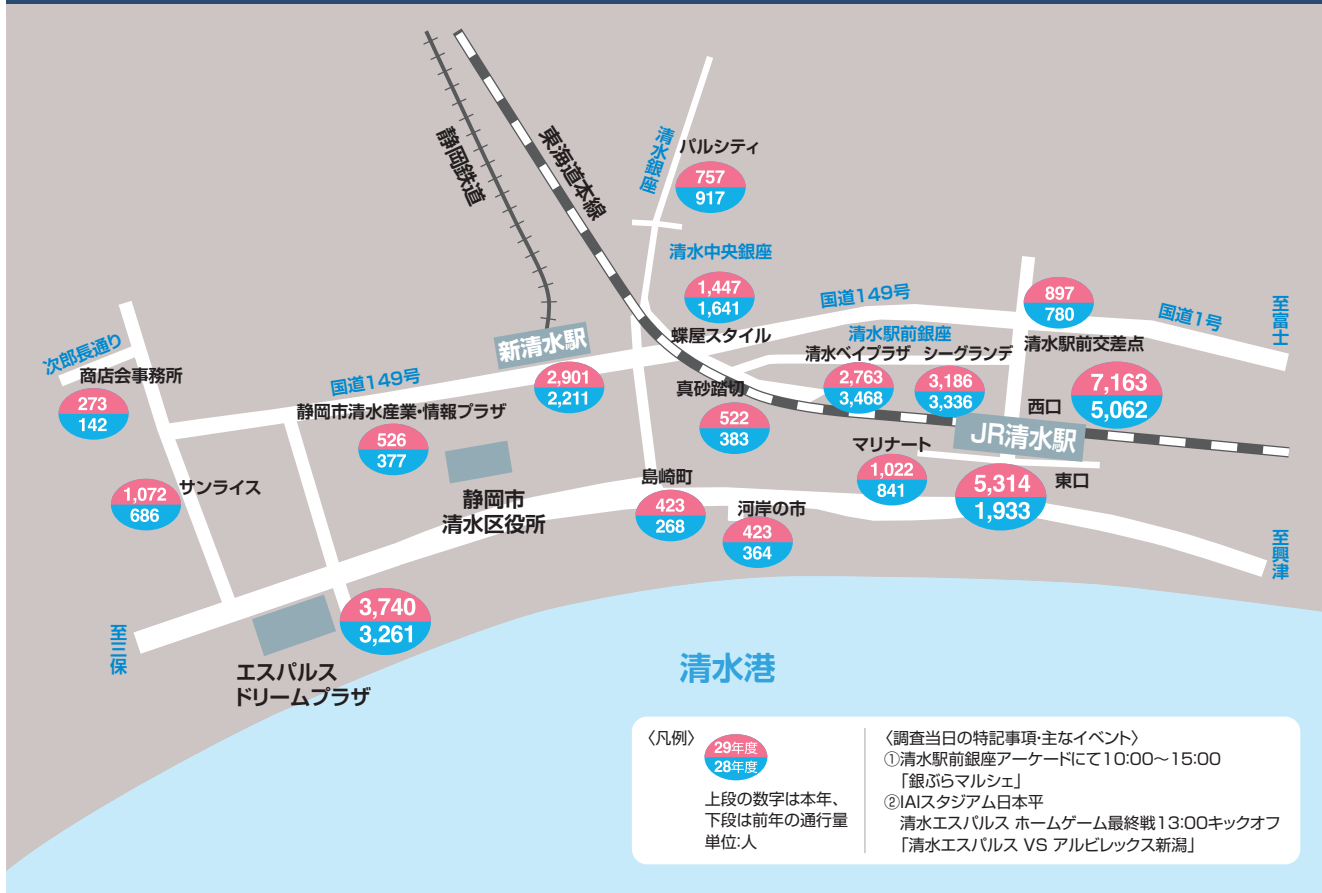 静岡鉄道
東海道本線
清水銀座
パルシティ
757
917
清水中央銀座
1,447
1,641
蝶屋スタイル
国道149号
897
780
国道1号
至富士
清水駅前銀座
清水ベイプラザ
シーグランデ
清水駅前交差点
2,763
3,468
3,186
3,336
7,163
5,062
西口
JR清水駅
次郎長通り
商店会事務所
273
142
国道149号
新清水駅
2,901
2,211
静岡市清水産業・情報プラザ
526
377
真砂踏切
522
383
マリナート
1,022
841
5,314
1,933
東口
サンライス
1,072
686
静岡市
清水区役所
島崎町
423
268
河岸の市
423
364
至興津
3,740
3,261
至三保
エスパルス
ドリームプラザ
清水港
〈凡例〉
29年度
28年度
上段の数字は本年、
下段は前年の通行量
単位:人
〈調査当日の特記事項・主なイベント〉
①清水駅前銀座アーケードにて10:00〜15:00
「銀ぶらマルシェ」
②IAIスタジアム日本平
清水エスパルス ホームゲーム最終戦13:00キックオフ
「清水エスパルス VS アルビレックス新潟」